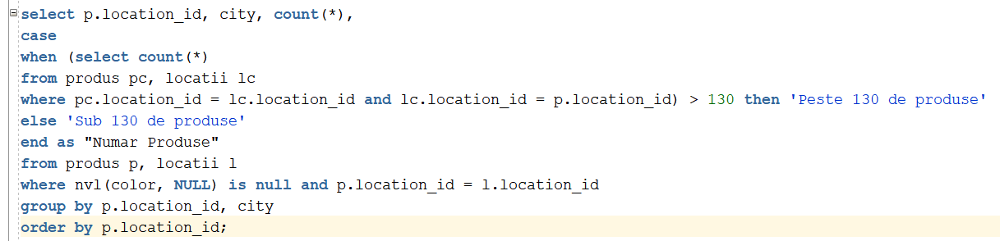 select p.location_id, city, count(*),
case
when (select count(*)
from produs pc, locatii lc
where pc.location_id = lc.location_id and lc.location_id = p.location_id) > 130 then 'Peste 130 de produse'
else 'Sub 130 de produse'
end as "Numar Produse"
from produs p, locatii l
where nvl(color, NULL) is null and p.location_id = l.location_id
group by p.location_id, city
order by p.location_id;